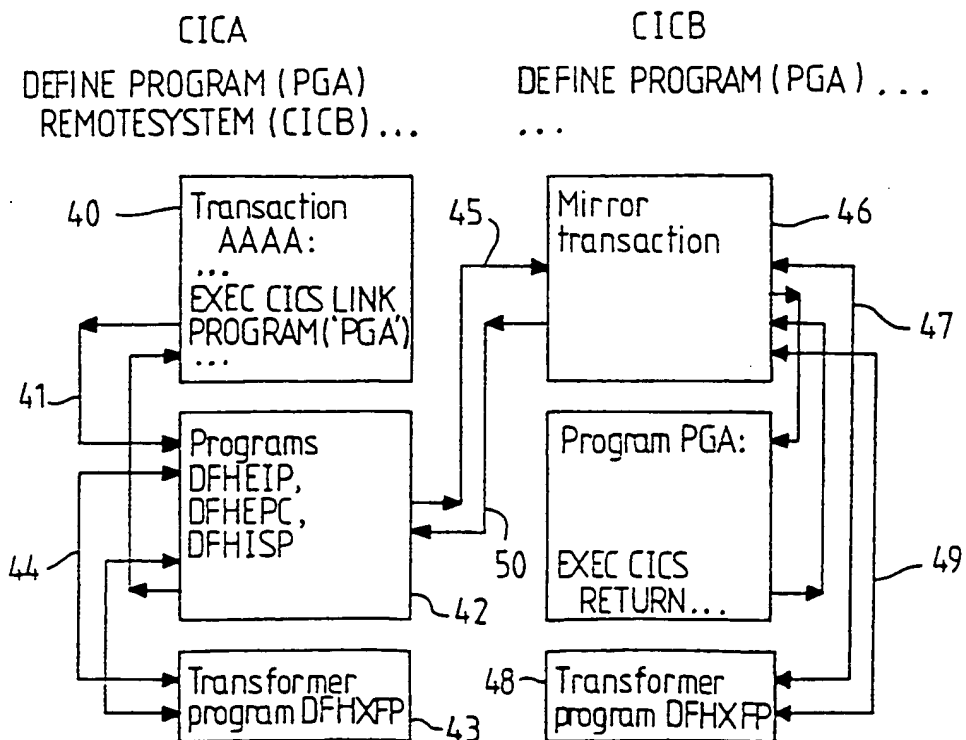 CICA
DEFINE PROGRAM (PGA)
REMOTESYSTEM (CICB)...
CICB
DEFINE PROGRAM (PGA) ...
...
40
Transaction
AAAA:
...
EXEC CICS LINK
PROGRAM('PGA')
...
41
45
Mirror
transaction
46
47
Programs
DFHEIP,
DFHEPC,
DFHISP
44
42
50
Program PGA:
EXEC CICS
RETURN...
49
Transformer
program DFHXFP
43
48
Transformer
program DFHXFP